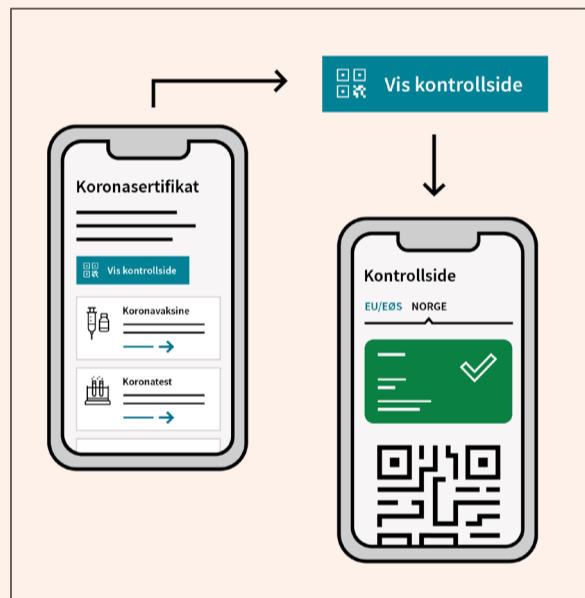 Vis kontrollside
Koronasertifikat
Vis kontrollside
Koronavaksine
Koronatest
Kontrollside
EU/EØS NORGE